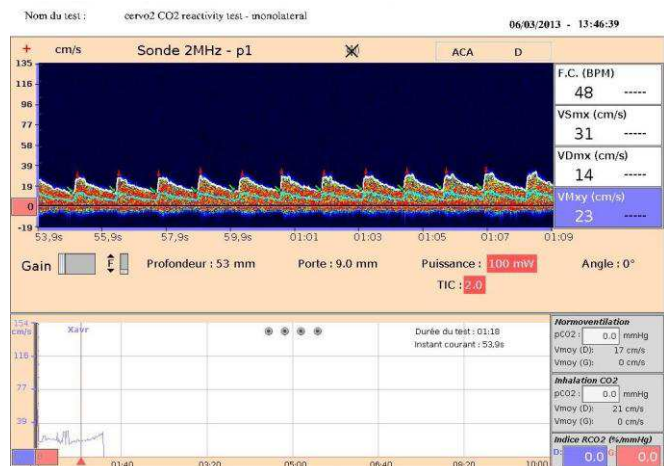 Nom du test : cervo2 CO2 reactivity test - monolateral
06/03/2013 - 13:46:39
+ cm/s Sonde 2MHz - p1 ACA D
135
116
96
77
58
39
19
0
-19
53,9s 55,9s 57,9s 59,9s 01:01 01:03 01:05 01:07 01:09
F.C. (BPM)
48 -----
VSmx (cm/s)
31 -----
VDmx (cm/s)
14 -----
VMxy (cm/s)
23 -----
Gain F Profondeur : 53 mm Porte : 9.0 mm Puissance : 100 mW Angle : 0°
TIC : 2.0
154
cm/s
116
77
39
Xavr
Durée du test : 01:18
Instant courant : 53,9s
01:40 03:20 05:00 06:40 08:20 10:00
Normoventilation
pCO2 : 0.0 mmHg
Vmoy (D): 17 cm/s
Vmoy (G): 0 cm/s
Inhalation CO2
pCO2 : 0.0 mmHg
Vmoy (D): 21 cm/s
Vmoy (G): 0 cm/s
Indice RCO2 (%/mmHg)
D: 0.0 G: 0.0